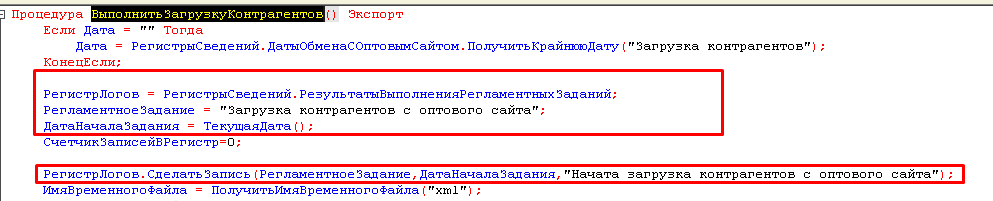 Процедура ВыполнитьЗагрузкуКонтрагентов() Экспорт
Если Дата = "" Тогда
Дата = РегистрыСведений.ДатыОбменаСОптовымСайтом.ПолучитьКрайнююДату("Загрузка контрагентов");
КонецЕсли;
РегистрЛогов = РегистрыСведений.РезультатыВыполненияРегламентныхЗаданий;
РегламентноеЗадание = "Загрузка контрагентов с оптового сайта";
ДатаНачалаЗадания = ТекущаяДата();
СчетчикЗаписейВРегистр=0;
РегистрЛогов.СделатьЗапись(РегламентноеЗадание,ДатаНачалаЗадания,"Начата загрузка контрагентов с оптового сайта");
ИмяВременногоФайла = ПолучитьИмяВременногоФайла("xml");